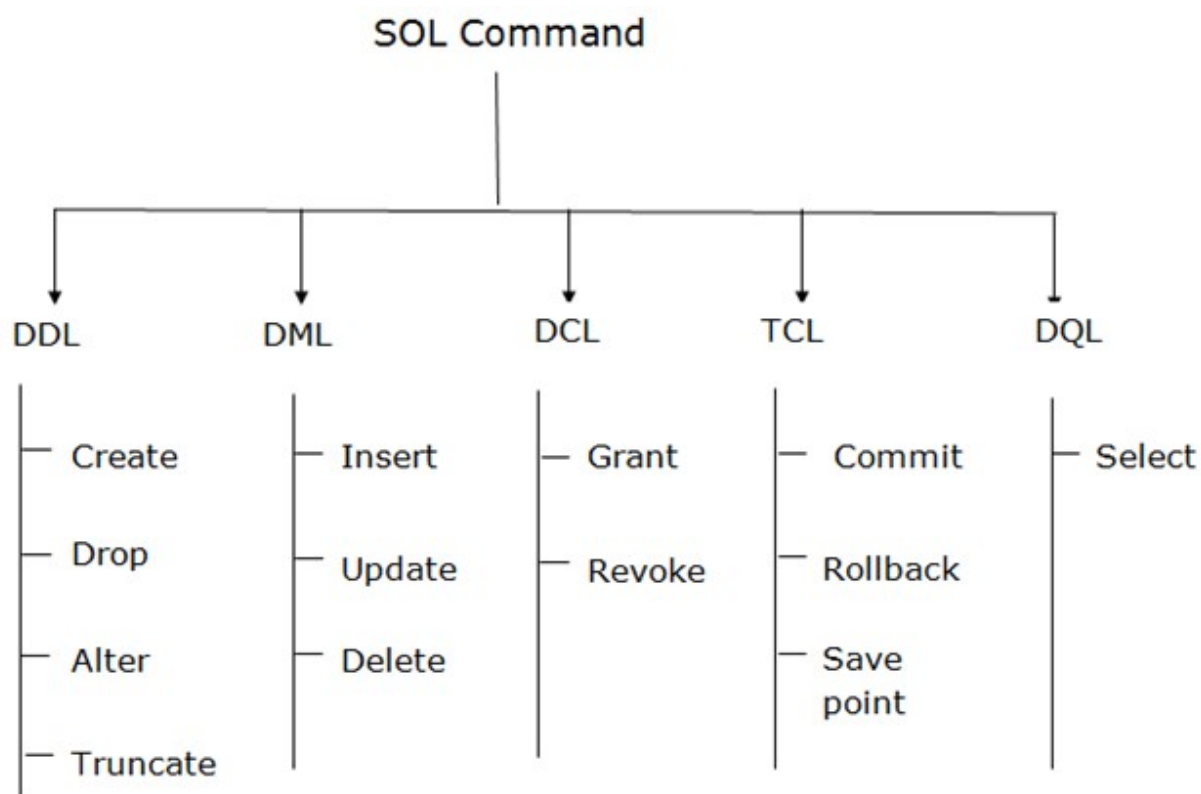 SOL Command
DDL
DML
DCL
TCL
DQL
Create
Drop
Alter
Truncate
Insert
Update
Delete
Grant
Revoke
Commit
Rollback
Save
point
Select